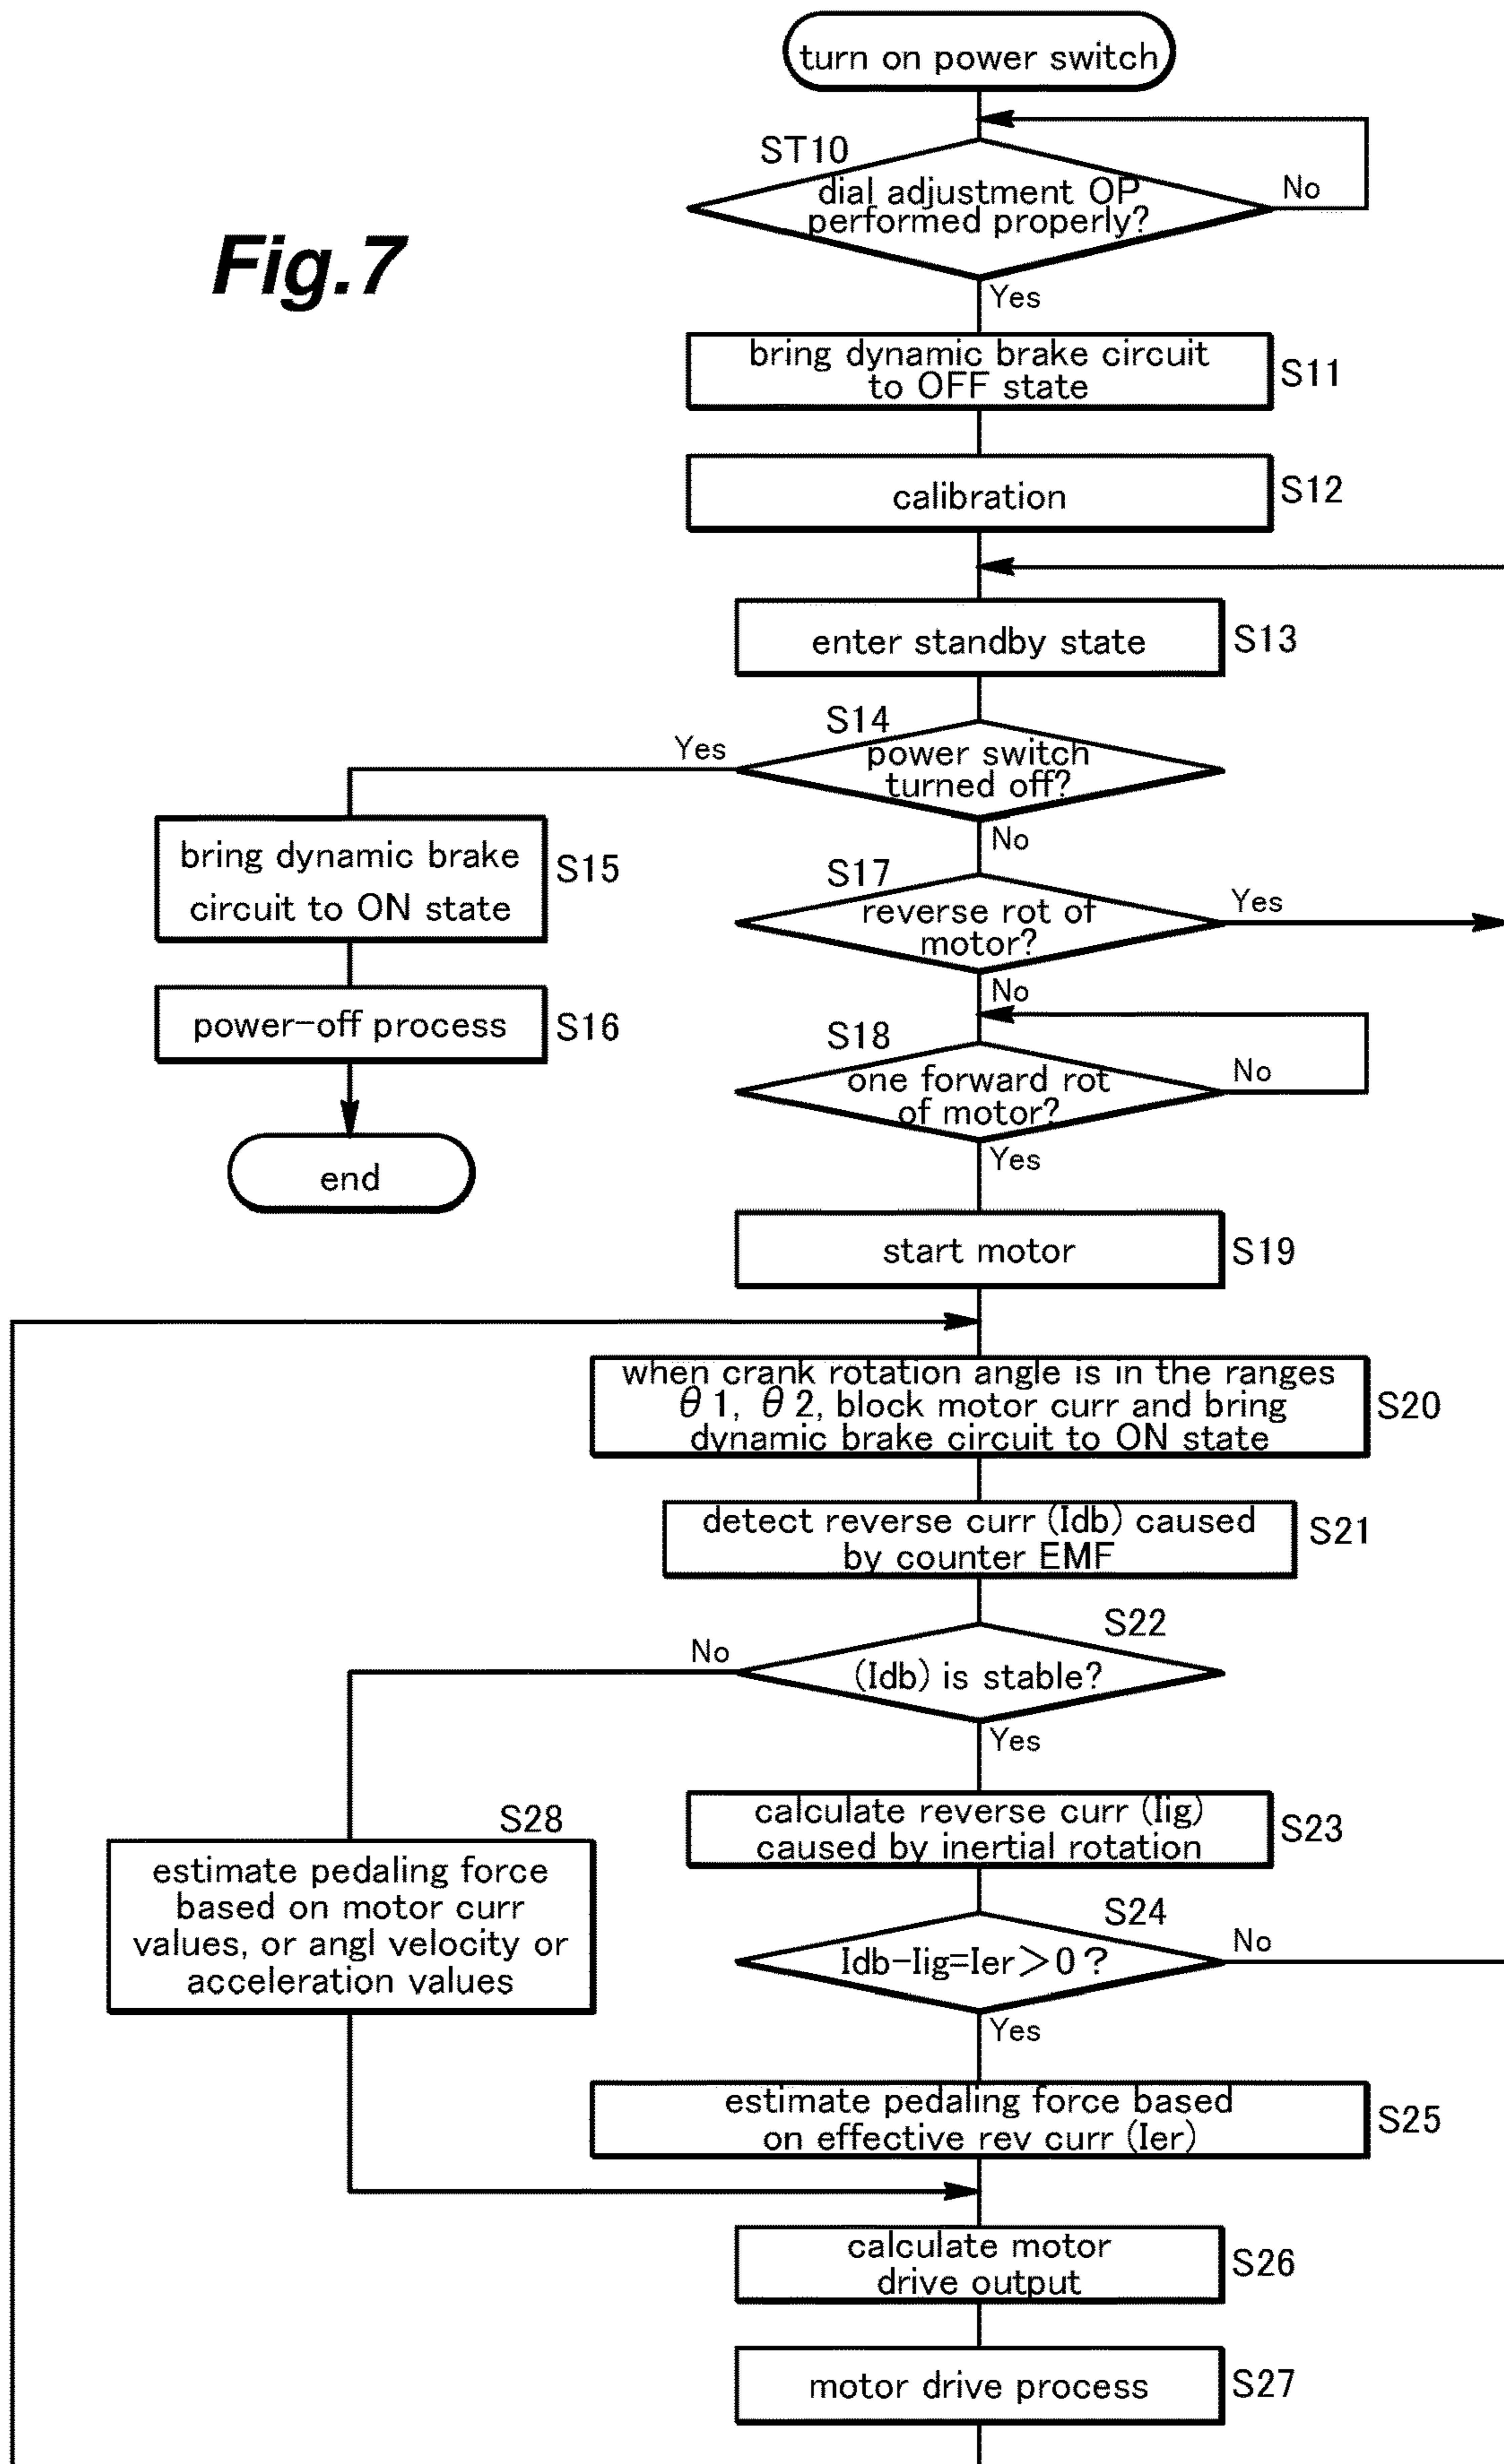 turn on power switch
ST10
dial adjustment OP
performed properly?
No
Fig.7
Yes
bring dynamic brake circuit
to OFF state
S11
calibration
S12
enter standby state
S13
S14
power switch
turned off?
Yes
No
bring dynamic brake
circuit to ON state
S15
S17
reverse rot of
motor?
Yes
No
power-off process
S16
S18
one forward rot
of motor?
No
Yes
end
start motor
S19
when crank rotation angle is in the ranges
θ1, θ2, block motor curr and bring
dynamic brake circuit to ON state
S20
detect reverse curr (Idb) caused
by counter EMF
S21
S22
(Idb) is stable?
No
Yes
calculate reverse curr (Iig)
caused by inertial rotation
S23
S28
estimate pedaling force
based on motor curr
values, or angl velocity or
acceleration values
S24
Idb-Iig=Ier>0?
No
Yes
estimate pedaling force based
on effective rev curr (Ier)
S25
calculate motor
drive output
S26
motor drive process
S27